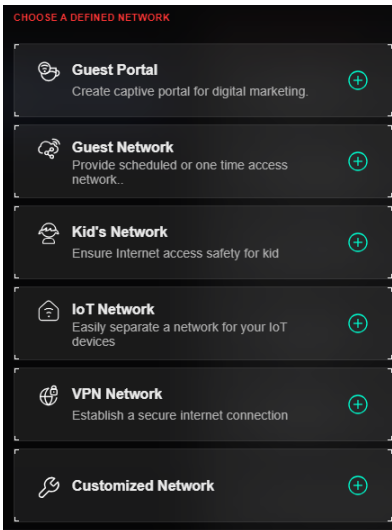 CHOOSE A DEFINED NETWORK
Guest Portal
Create captive portal for digital marketing.
Guest Network
Provide scheduled or one time access
network..
Kid's Network
Ensure Internet access safety for kid
IoT Network
Easily separate a network for your IoT
devices
VPN Network
Establish a secure internet connection
Customized Network